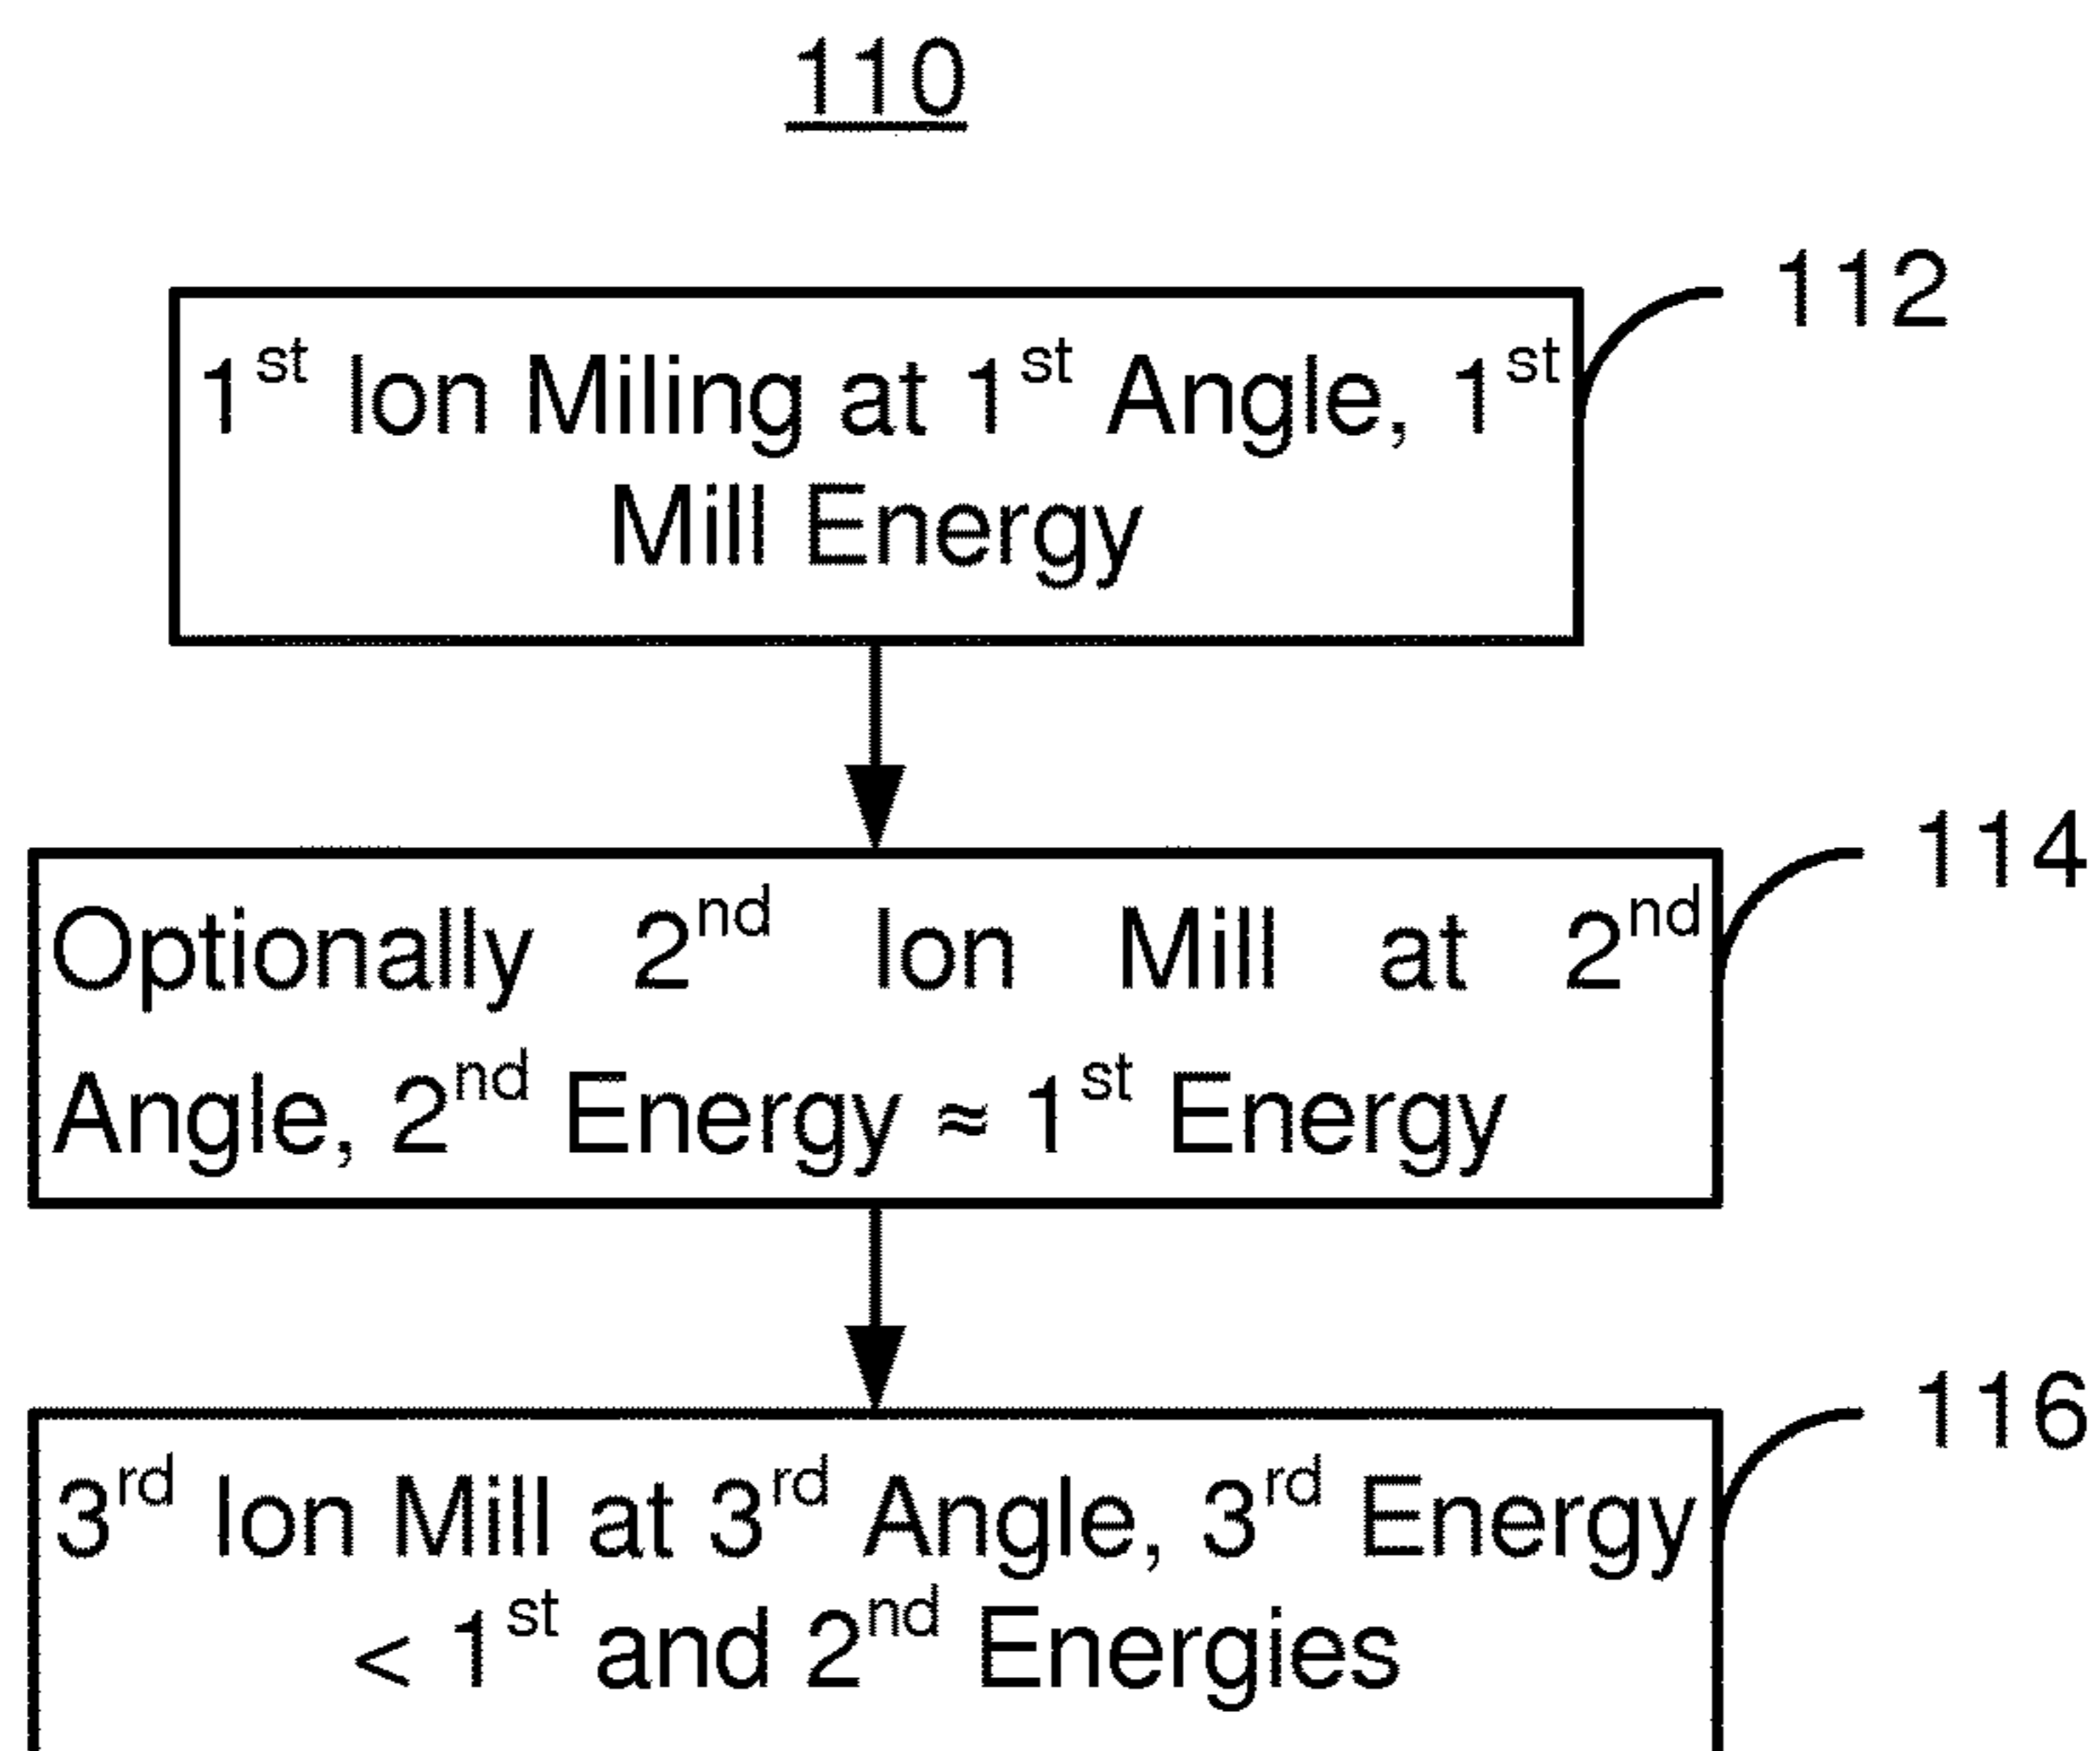 110
112
1st Ion Miling at 1st Angle, 1st
Mill Energy
114
Optionally 2nd Ion Mill at 2nd
Angle, 2nd Energy ≈ 1st Energy
116
3rd Ion Mill at 3rd Angle, 3rd Energy
< 1st and 2nd Energies